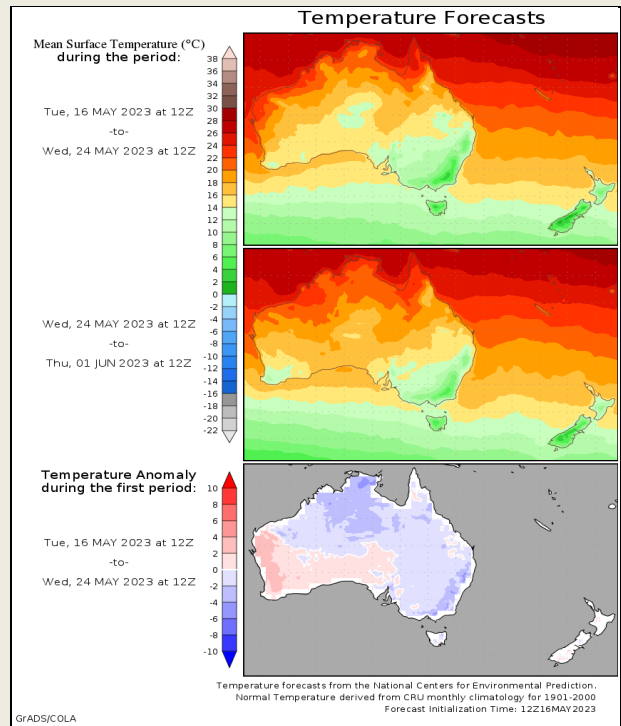 Temperature Forecasts
Mean Surface Temperature (°C)
during the period:
Tue, 16 MAY 2023 at 12Z
-to-
Wed, 24 MAY 2023 at 12Z
38
36
34
32
30
28
26
24
22
20
18
16
14
12
10
8
6
4
2
0
-2
-4
-6
-8
-10
-12
-14
-16
-18
-20
-22
Wed, 24 MAY 2023 at 12Z
-to-
Thu, 01 JUN 2023 at 12Z
Temperature Anomaly
during the first period:
Tue, 16 MAY 2023 at 12Z
-to-
Wed, 24 MAY 2023 at 12Z
10
8
6
4
2
0
-2
-4
-6
-8
-10
Temperature forecasts from the National Centers for Environmental Prediction.
Normal Temperature derived from CRU monthly climatology for 1901-2000
Forecast Initialization Time: 12Z16MAY2023
GrADS/COLA